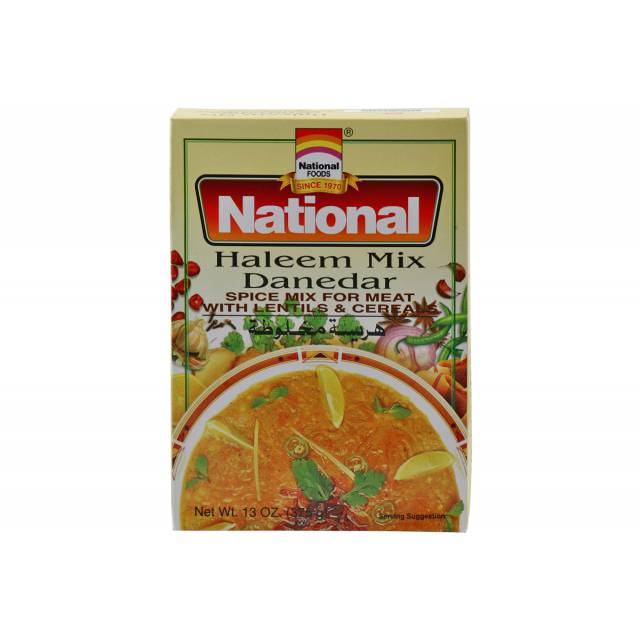 National
FOODS
SINCE 1970
®
National
Haleem Mix
Danedar
SPICE MIX FOR MEAT
WITH LENTILS & CEREALS
هريسة مخلوطة
Net Wt. 13 OZ. (375 g)
Serving Suggestion